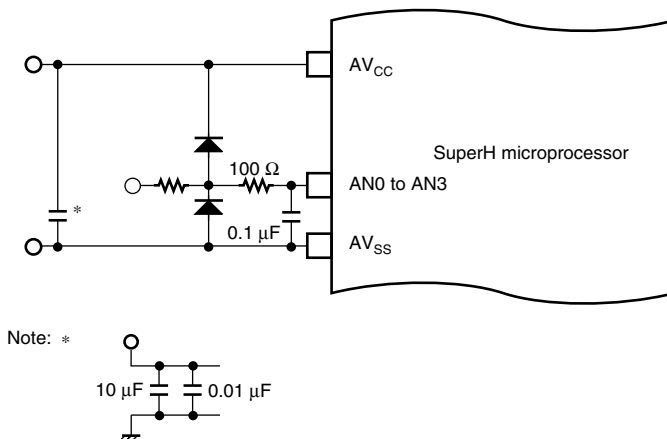 AVCC
SuperH microprocessor
100 Ω
AN0 to AN3
*
0.1 μF
AVSS
Note: *
10 μF
0.01 μF